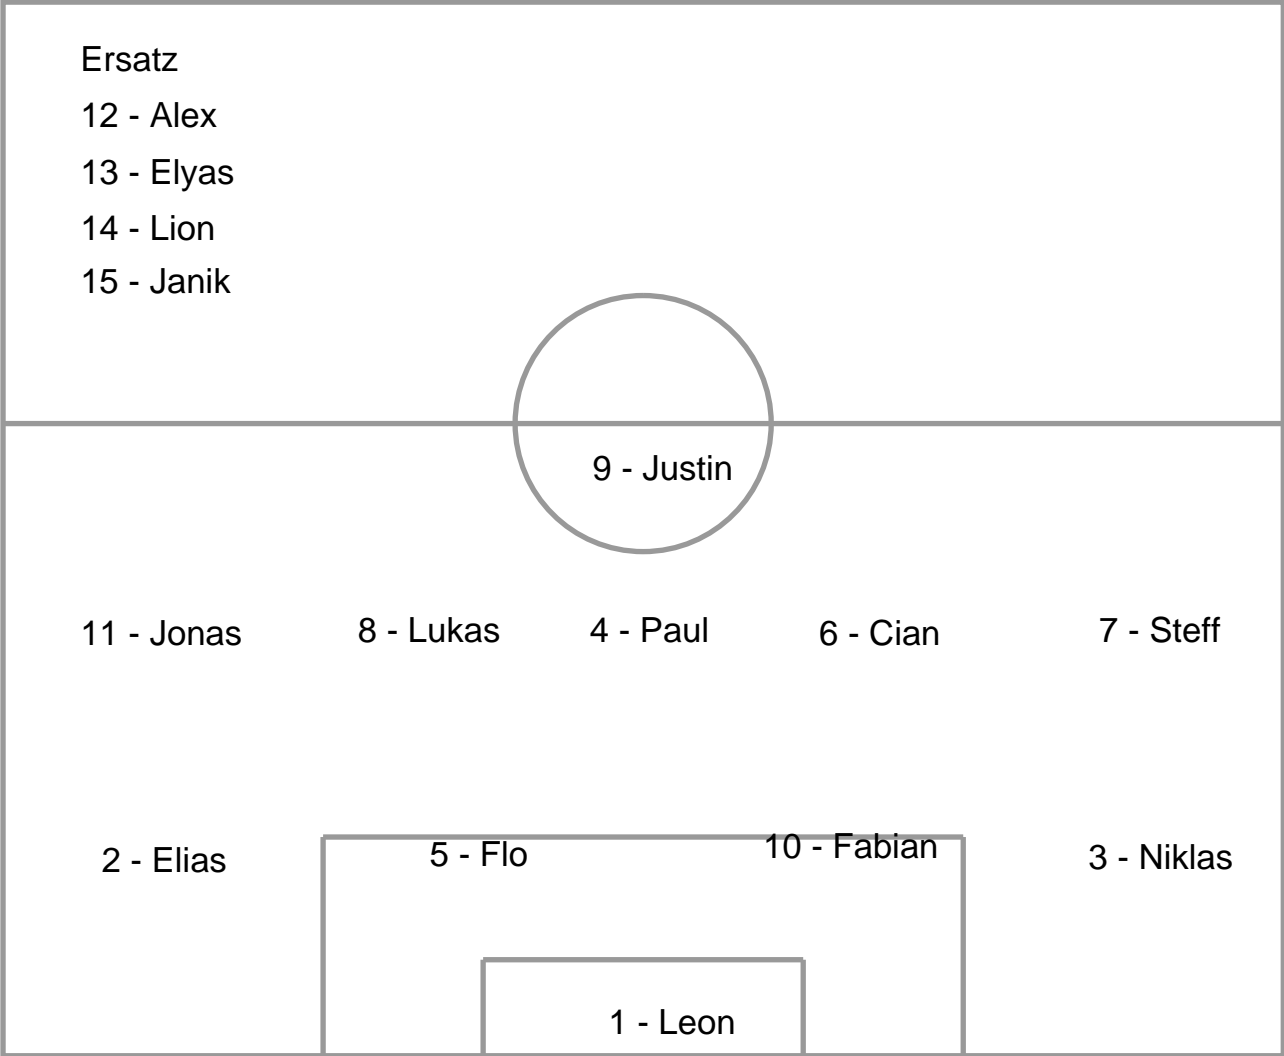 Ersatz
12 - Alex
13 - Elyas
14 - Lion
15 - Janik
9 - Justin
11 - Jonas
8 - Lukas
4 - Paul
6 - Cian
7 - Steff
2 - Elias
5 - Flo
10 - Fabian
3 - Niklas
1 - Leon